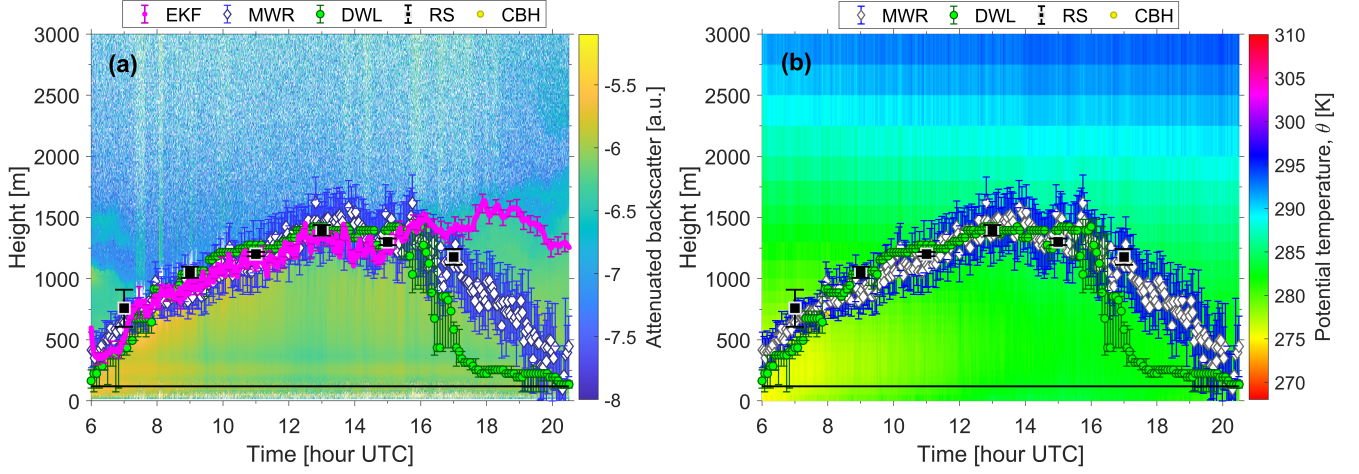 EKF MWR DWL RS CBH
(a)
3000
2500
2000
1500
1000
500
0
Height [m]
6 8 10 12 14 16 18 20
Time [hour UTC]
-5.5
-6
-6.5
-7
-7.5
-8
Attenuated backscatter [a.u.]
MWR DWL RS CBH
(b)
3000
2500
2000
1500
1000
500
0
Height [m]
6 8 10 12 14 16 18 20
Time [hour UTC]
310
305
300
295
290
285
280
275
270
Potential temperature, θ [K]